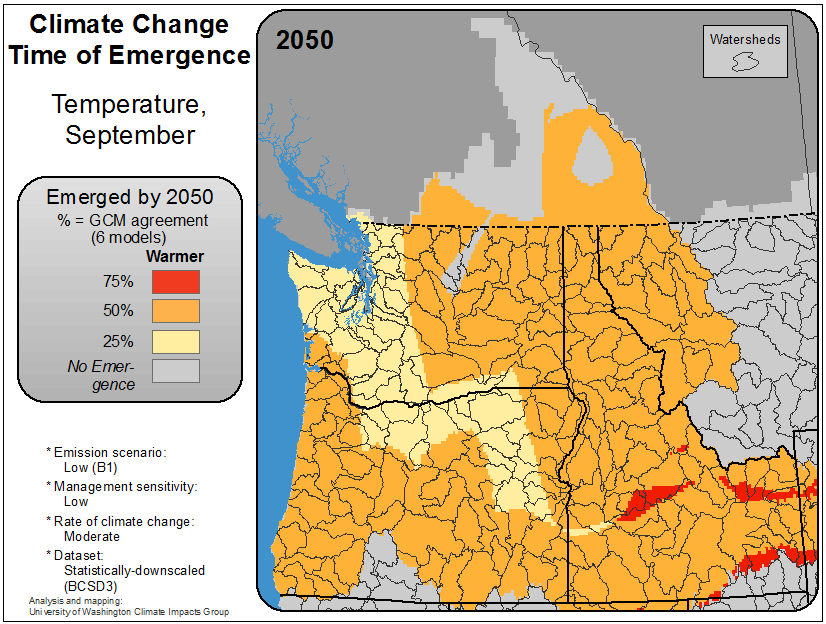 Climate Change
Time of Emergence
Temperature,
September
Emerged by 2050
% = GCM agreement
(6 models)
Warmer
75%
50%
25%
No Emer-
gence
* Emission scenario:
Low (B1)
* Management sensitivity:
Low
* Rate of climate change:
Moderate
* Dataset:
Statistically-downscaled
(BCSD3)
Analysis and mapping:
University of Washington Climate Impacts Group
2050
Watersheds